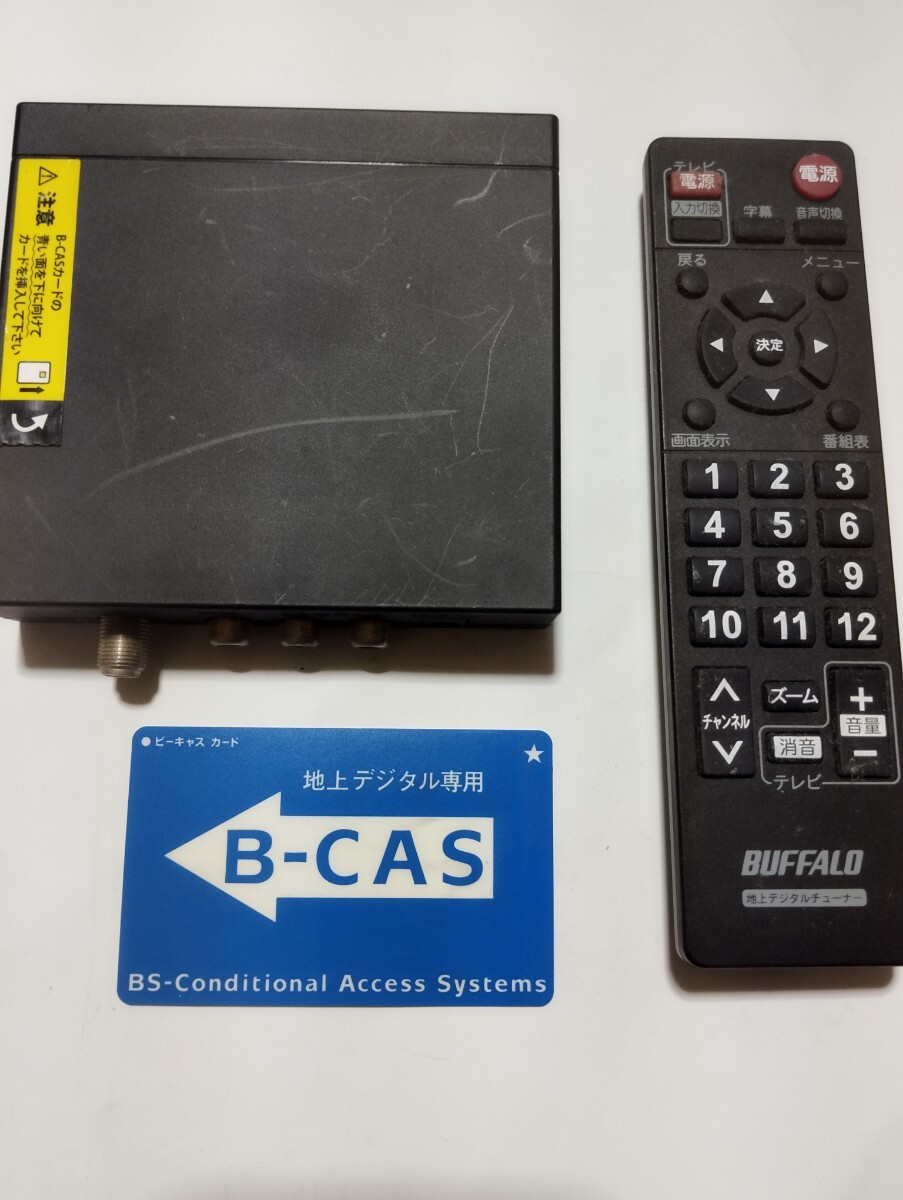 ⚠ 注意
B-CASカードの
青い面を下に向けて
カードを挿入して下さい
テレビ
電源
電源
入力切換
字幕
音声切換
戻る
メニュー
決定
画面表示
番組表
1 2 3
4 5 6
7 8 9
10 11 12
チャンネル
ズーム
+
音量
−
消音
テレビ
BUFFALO
地上デジタルチューナー
● ビーキャス カード
★
地上デジタル専用
B-CAS
BS-Conditional Access Systems